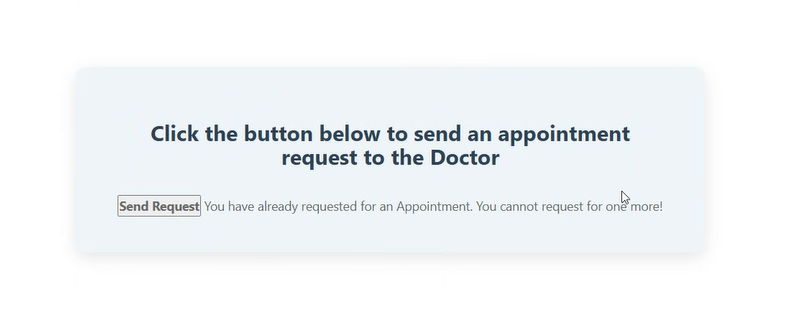 Click the button below to send an appointment
request to the Doctor
Send Request You have already requested for an Appointment. You cannot request for one more!